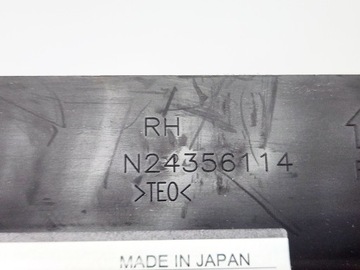 RH
N24356114
>TEO<
MADE IN JAPAN